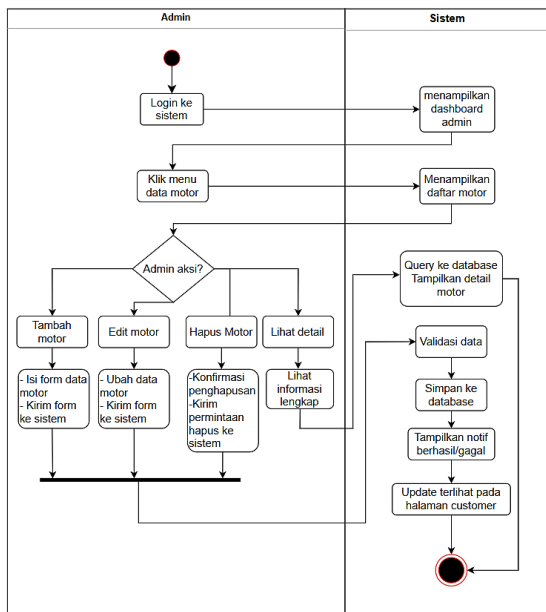 Admin
Sistem
Login ke
sistem
menampilkan
dashboard
admin
Klik menu
data motor
Menampilkan
daftar motor
Admin aksi?
Query ke database
Tampilkan detail
motor
Tambah
motor
Edit motor
Hapus Motor
Lihat detail
Validasi data
- Isi form data
motor
- Kirim form
ke sistem
- Ubah data
motor
- Kirim form
ke sistem
-Konfirmasi
penghapusan
-Kirim
permintaan
hapus ke
sistem
Lihat
informasi
lengkap
Simpan ke
database
Tampilkan notif
berhasil/gagal
Update terlihat pada
halaman customer